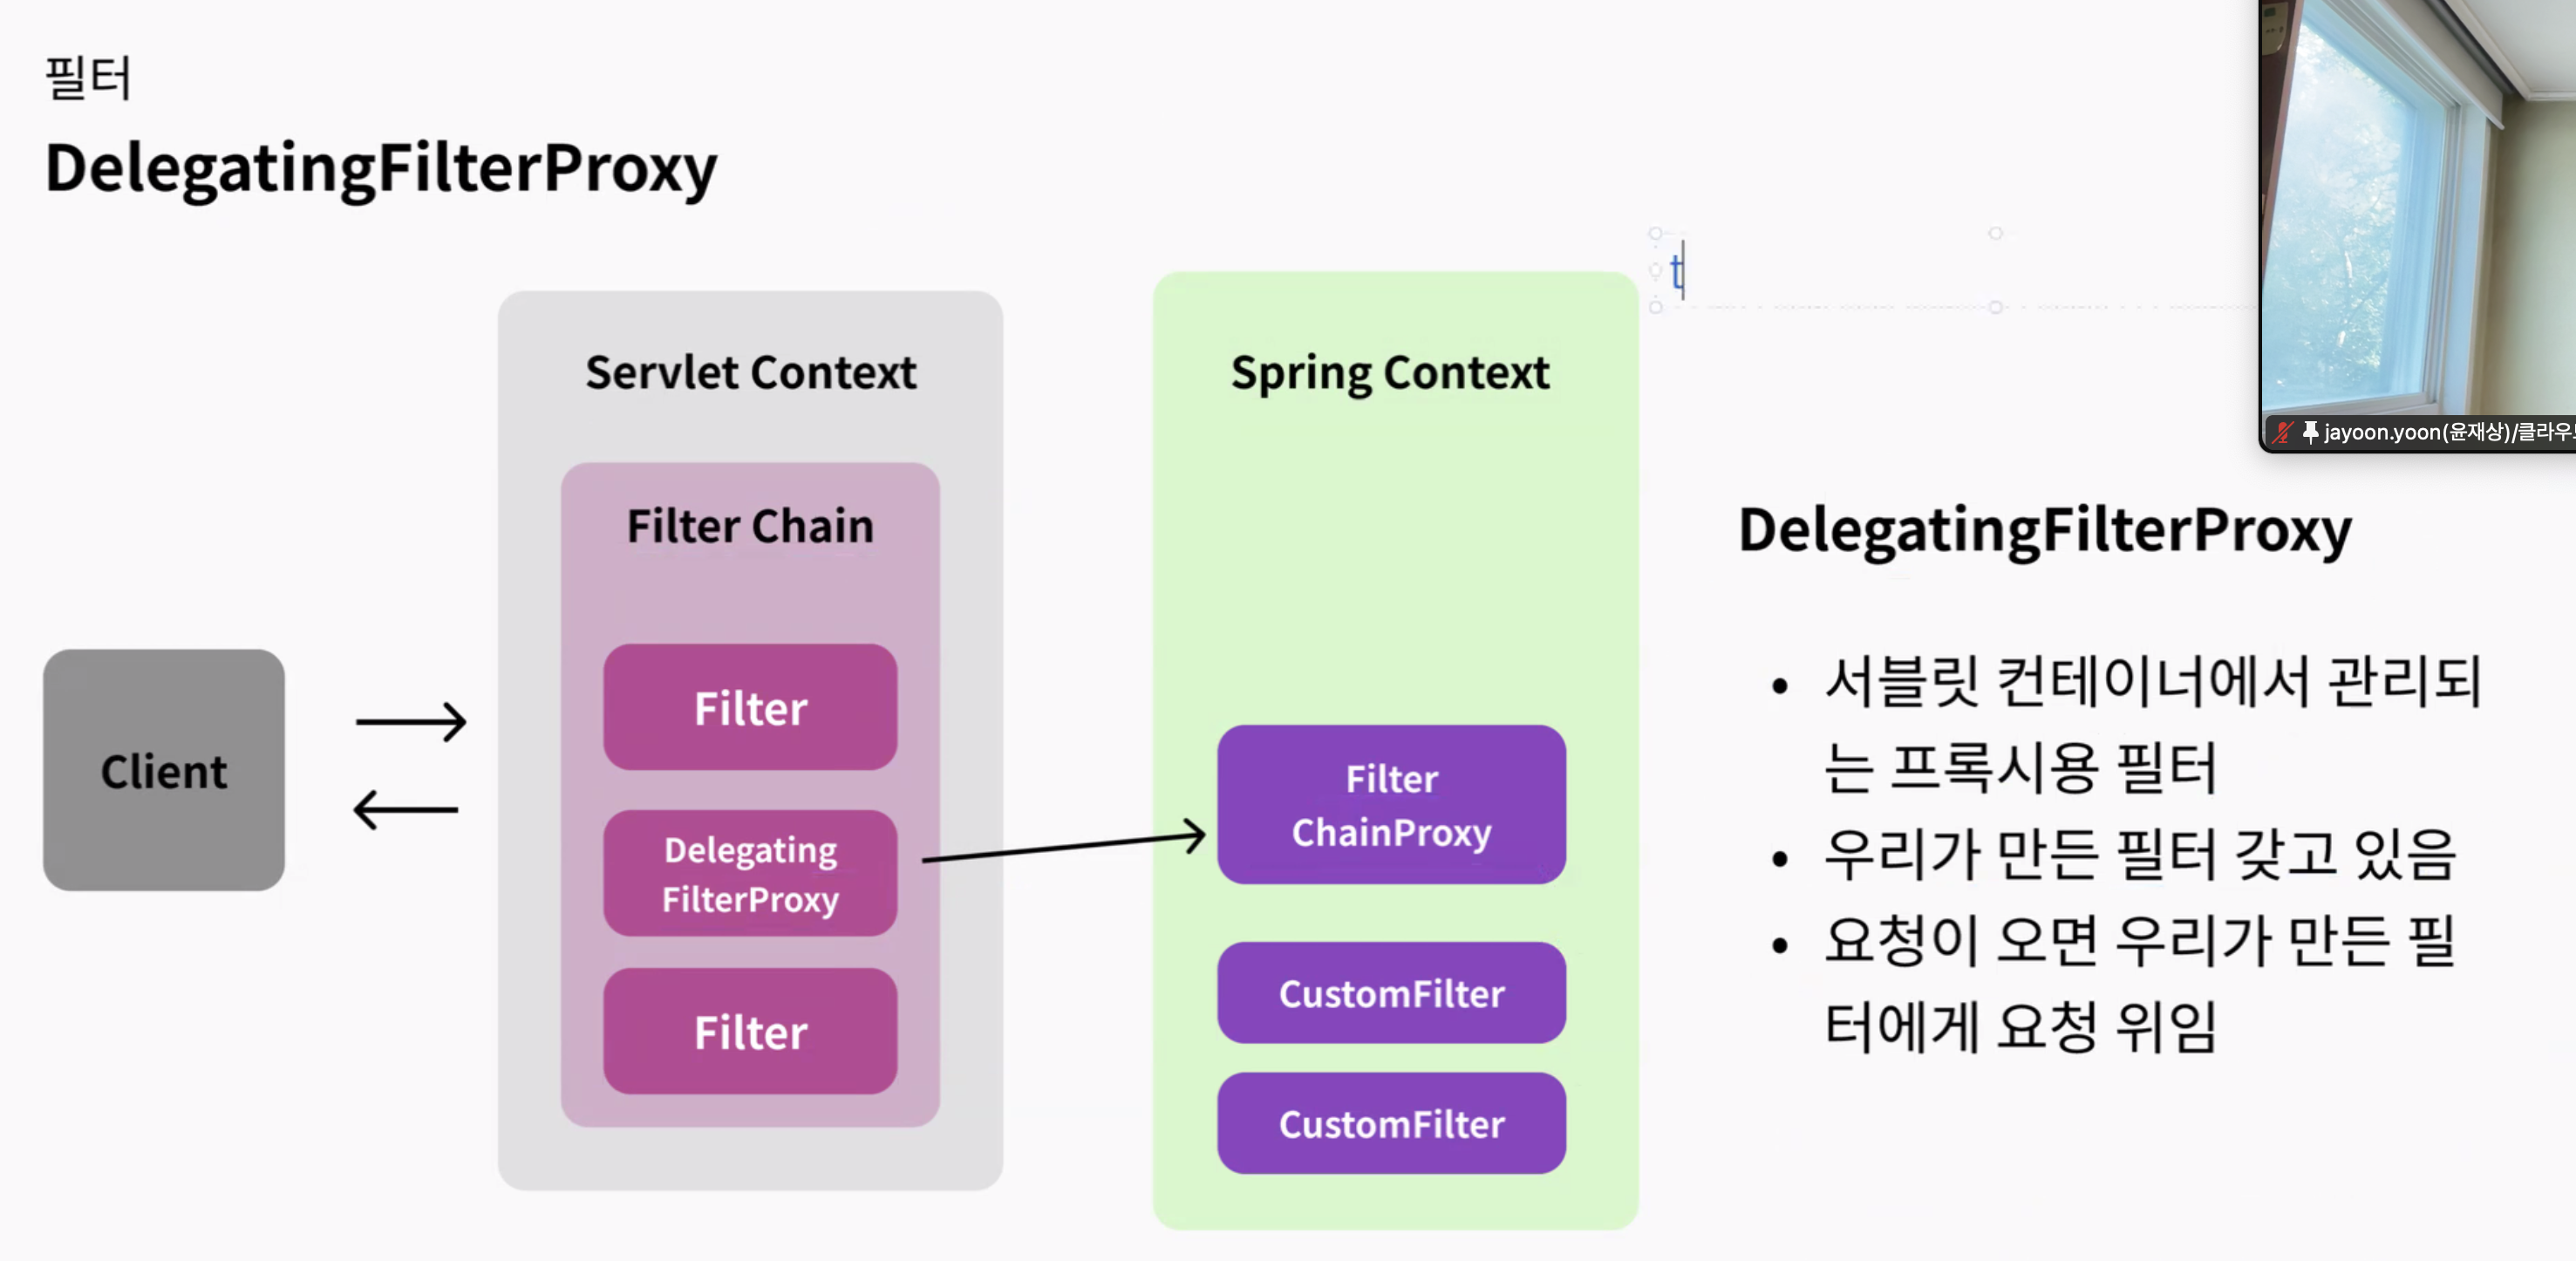 필터
DelegatingFilterProxy
t
Servlet Context
Spring Context
Filter Chain
Client
Filter
Delegating
FilterProxy
Filter
Filter
ChainProxy
CustomFilter
CustomFilter
jayoon.yoon(윤재상)/클라우
DelegatingFilterProxy
• 서블릿 컨테이너에서 관리되
는 프록시용 필터
• 우리가 만든 필터 갖고 있음
• 요청이 오면 우리가 만든 필
터에게 요청 위임